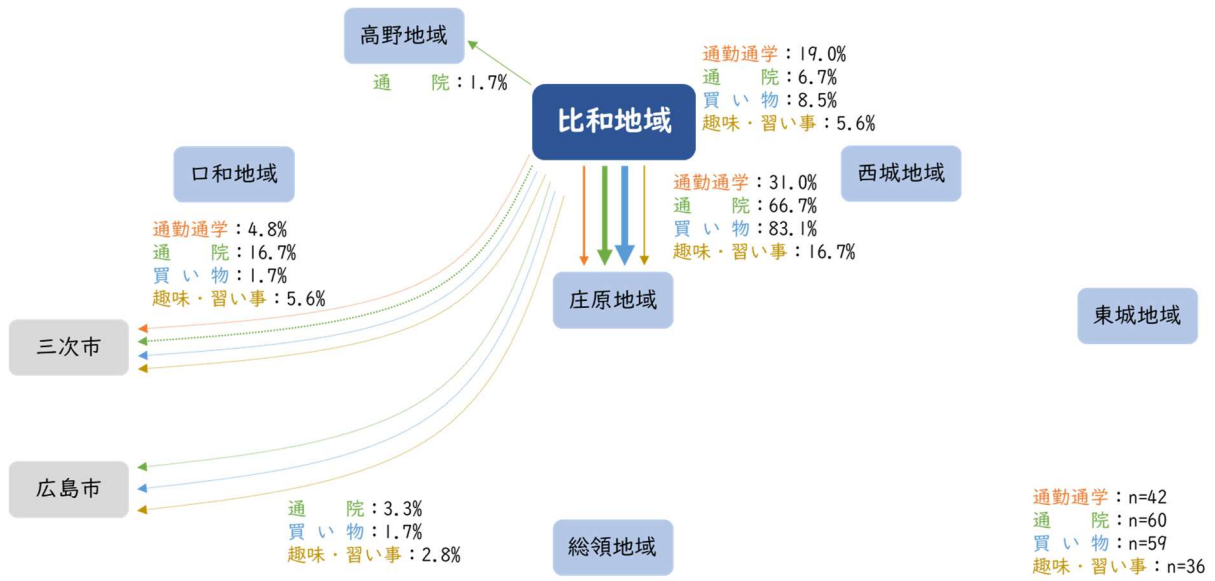 高野地域
通　　院：1.7%
比和地域
通勤通学：19.0%
通　　院：6.7%
買 い 物：8.5%
趣味・習い事：5.6%
口和地域
西城地域
通勤通学：31.0%
通　　院：66.7%
買 い 物：83.1%
趣味・習い事：16.7%
通勤通学：4.8%
通　　院：16.7%
買 い 物：1.7%
趣味・習い事：5.6%
庄原地域
東城地域
三次市
広島市
通　　院：3.3%
買 い 物：1.7%
趣味・習い事：2.8%
総領地域
通勤通学：n=42
通　　院：n=60
買 い 物：n=59
趣味・習い事：n=36